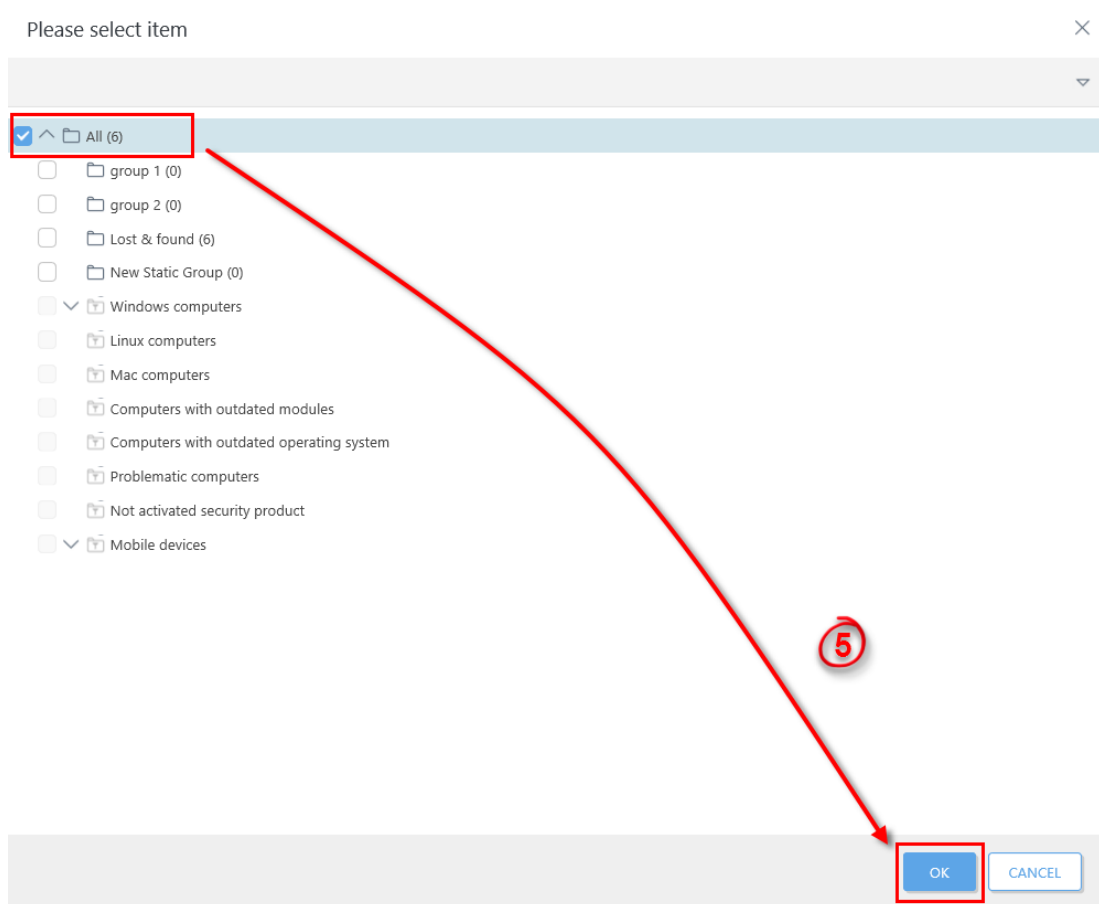 Please select item
All (6)
group 1 (0)
group 2 (0)
Lost & found (6)
New Static Group (0)
Windows computers
Linux computers
Mac computers
Computers with outdated modules
Computers with outdated operating system
Problematic computers
Not activated security product
Mobile devices
5
OK CANCEL